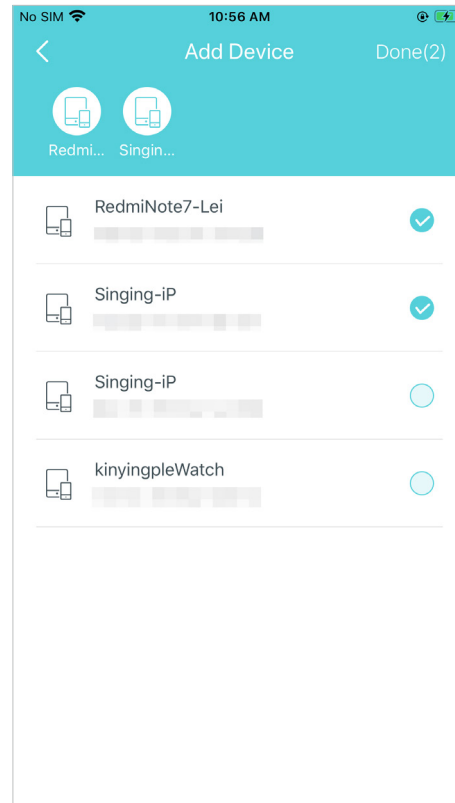 No SIM 10:56 AM
Add Device Done(2)
Redmi... Singin...
RedmiNote7-Lei
Singing-iP
Singing-iP
kinyingpleWatch